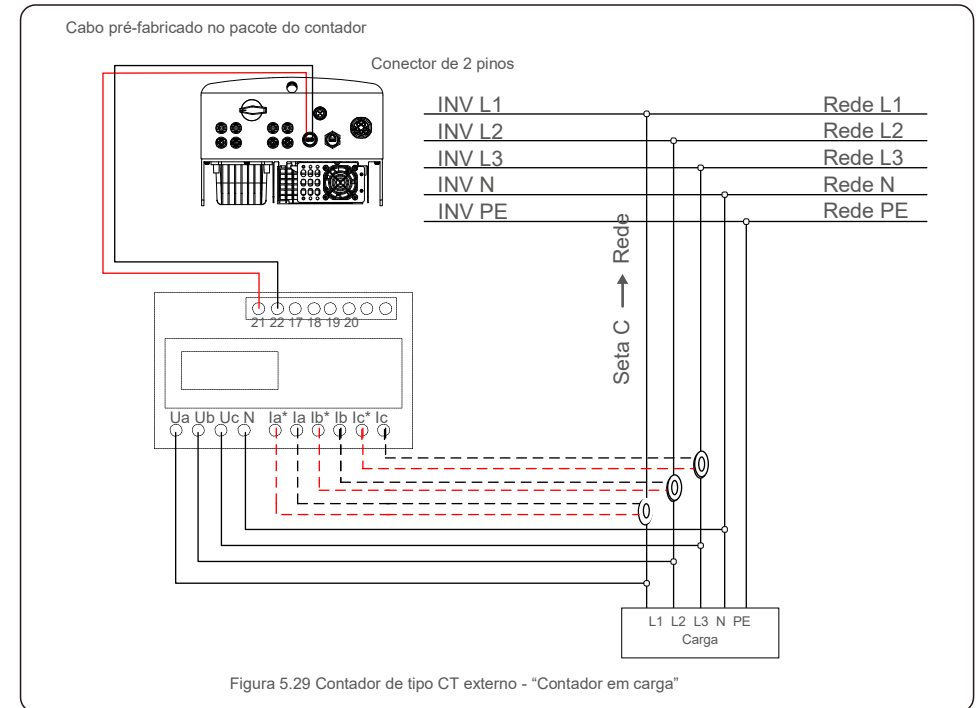 Cabo pré-fabricado no pacote do contador
Conector de 2 pinos
INV L1 Rede L1
INV L2 Rede L2
INV L3 Rede L3
INV N Rede N
INV PE Rede PE
Seta C Rede
21 22 17 18 19 20
Ua Ub Uc N Ia* Ia Ib* Ib Ic* Ic
L1 L2 L3 N PE
Carga
Figura 5.29 Contador de tipo CT externo - “Contador em carga”